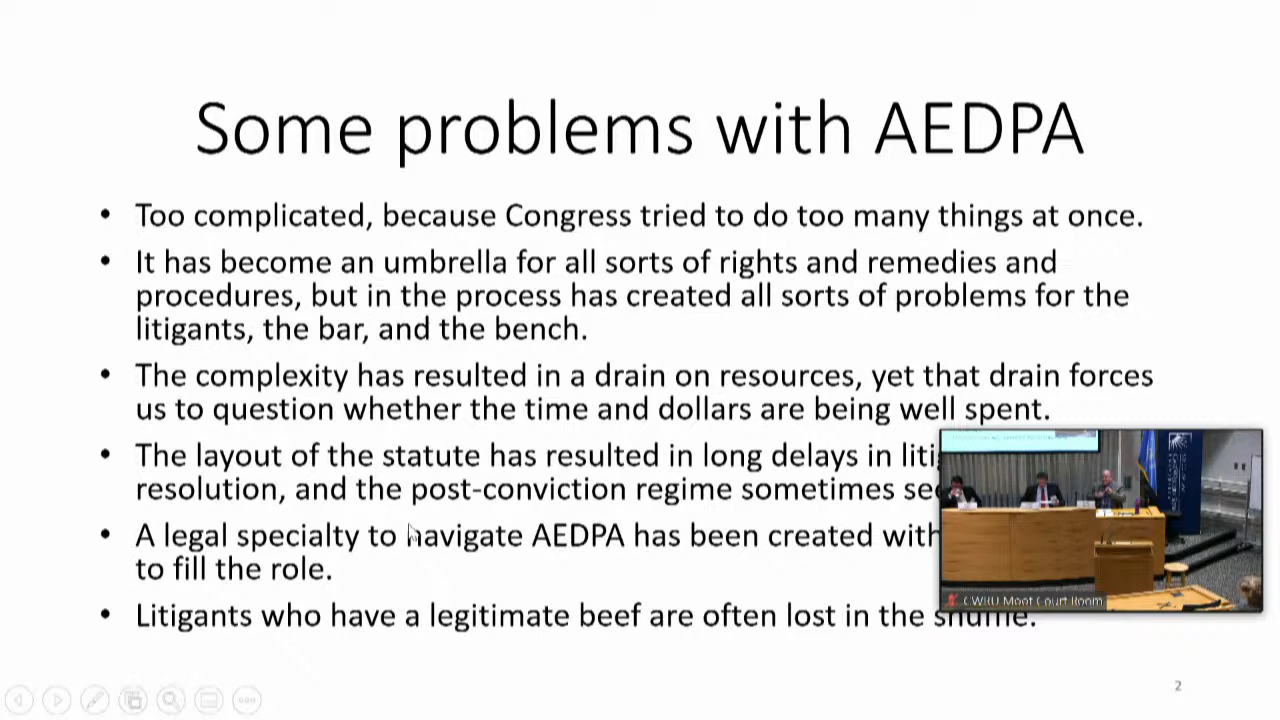 Some problems with AEDPA
• Too complicated, because Congress tried to do too many things at once.
• It has become an umbrella for all sorts of rights and remedies and
procedures, but in the process has created all sorts of problems for the
litigants, the bar, and the bench.
• The complexity has resulted in a drain on resources, yet that drain forces
us to question whether the time and dollars are being well spent.
• The layout of the statute has resulted in long delays in
resolution, and the post-conviction regime sometimes
• A legal specialty to navigate AEDPA has been created with
to fill the role.
• Litigants who have a legitimate beef are often lost in the shuffle.
CWRU Moot Court Room
2